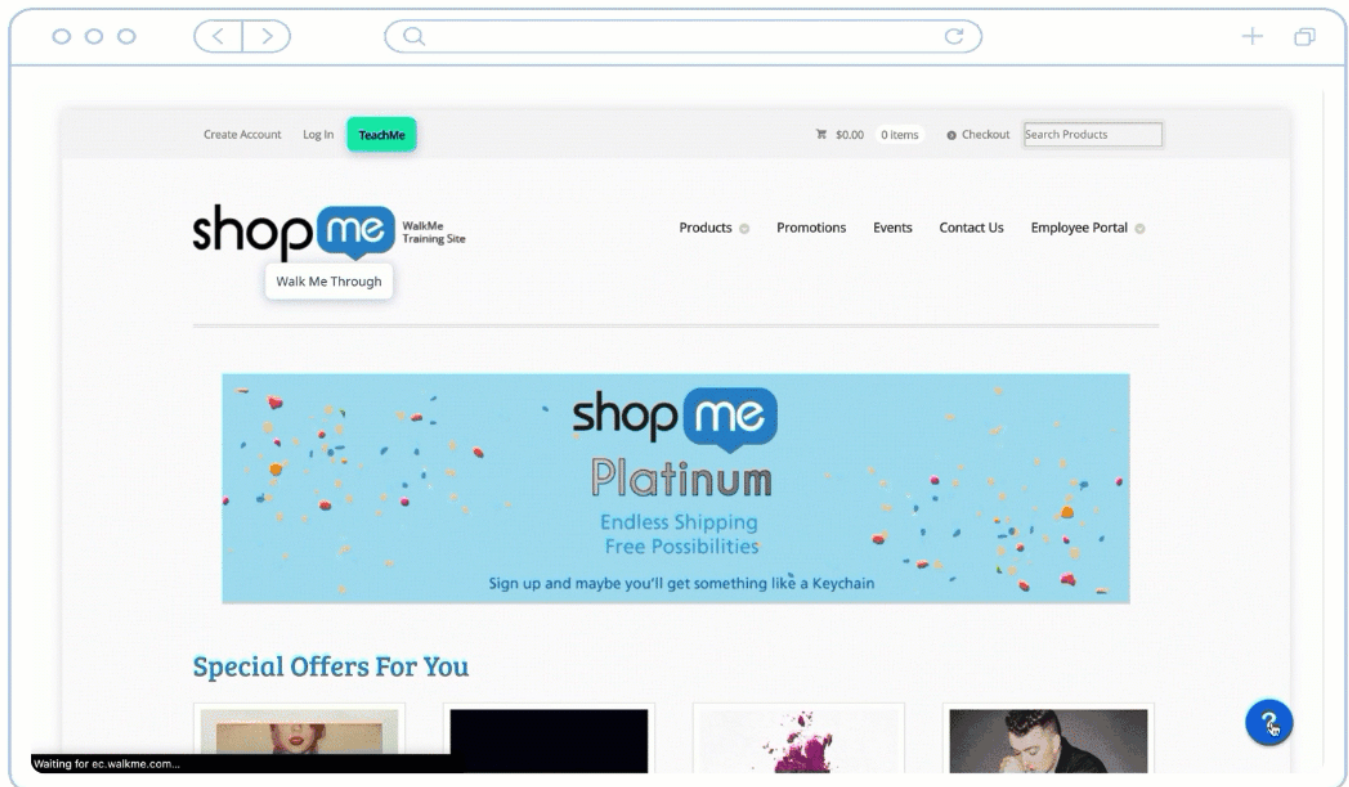 Create Account Log In TeachMe $0.00 0 items Checkout Search Products
shop me WalkMe
Training Site
Products Promotions Events Contact Us Employee Portal
Walk Me Through
shop me
Platinum
Endless Shipping
Free Possibilities
Sign up and maybe you'll get something like a Keychain
Special Offers For You
?
Waiting for ec.walkme.com...